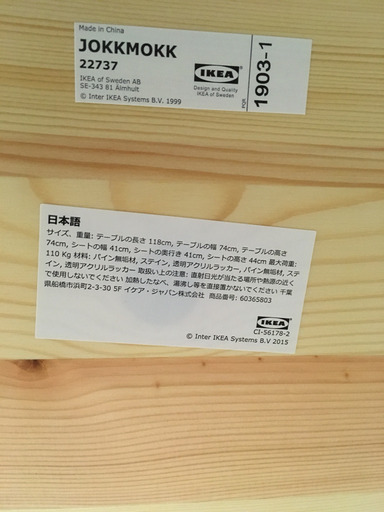 Made in China
JOKKMOKK
22737
IKEA of Sweden AB
SE-343 81 Älmhult
© Inter IKEA Systems B.V. 1999
IKEA
Design and Quality
IKEA of Sweden
PQR
1903-1
日本語
サイズ、重量: テーブルの長さ 118cm, テーブルの幅 74cm, テーブルの高さ
74cm, シートの幅 41cm, シートの奥行き 41cm, シートの高さ 44cm 最大荷重:
110 Kg 材料: パイン無垢材, ステイン, 透明アクリルラッカー, パイン無垢材, ステ
イン, 透明アクリルラッカー 取扱い上の注意: 直射日光が当たる場所や熱源の近く
で使用しないでください 加熱したなべ、湯沸し等を直接置かないでください 千葉
県船橋市浜町2-3-30 5F イケア・ジャパン株式会社 商品番号: 60365803
IKEA
CI-56178-2
© Inter IKEA Systems B.V 2015